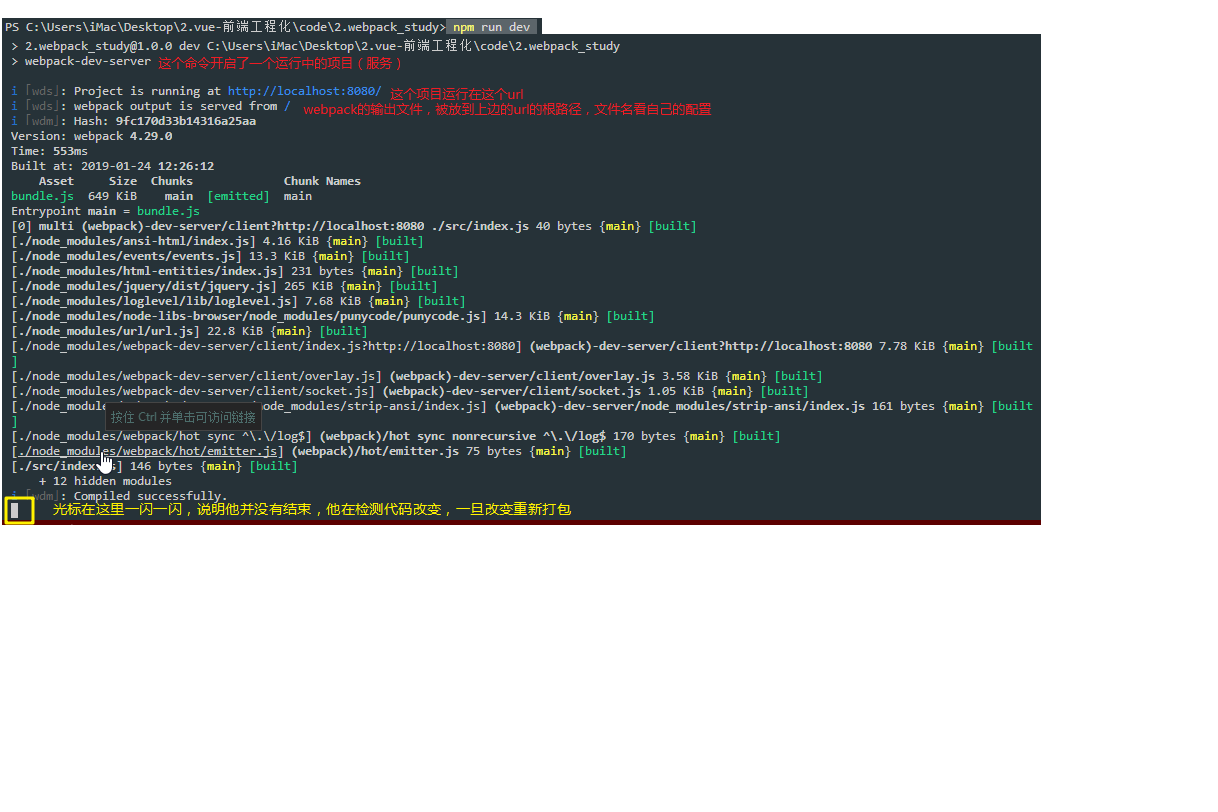 PS C:\Users\iMac\Desktop\2.vue-前端工程化\code\2.webpack_study> npm run dev
> 2.webpack_study@1.0.0 dev C:\Users\iMac\Desktop\2.vue-前端工程化\code\2.webpack_study
> webpack-dev-server 这个命令开启了一个运行中的项目（服务）
i ｢wds｣: Project is running at http://localhost:8080/ 这个项目运行在这个url
i ｢wds｣: webpack output is served from / webpack的输出文件，被放到上边的url的根路径，文件名看自己的配置
i ｢wdm｣: Hash: 9fc170d33b14316a25aa
Version: webpack 4.29.0
Time: 553ms
Built at: 2019-01-24 12:26:12
Asset Size Chunks Chunk Names
bundle.js 649 KiB main [emitted] main
Entrypoint main = bundle.js
[0] multi (webpack)-dev-server/client?http://localhost:8080 ./src/index.js 40 bytes {main} [built]
[./node_modules/ansi-html/index.js] 4.16 KiB {main} [built]
[./node_modules/events/events.js] 13.3 KiB {main} [built]
[./node_modules/html-entities/index.js] 231 bytes {main} [built]
[./node_modules/jquery/dist/jquery.js] 265 KiB {main} [built]
[./node_modules/loglevel/lib/loglevel.js] 7.68 KiB {main} [built]
[./node_modules/node-libs-browser/node_modules/punycode/punycode.js] 14.3 KiB {main} [built]
[./node_modules/url/url.js] 22.8 KiB {main} [built]
[./node_modules/webpack-dev-server/client/index.js?http://localhost:8080] (webpack)-dev-server/client?http://localhost:8080 7.78 KiB {main} [built
]
[./node_modules/webpack-dev-server/client/overlay.js] (webpack)-dev-server/client/overlay.js 3.58 KiB {main} [built]
[./node_modules/webpack-dev-server/client/socket.js] (webpack)-dev-server/client/socket.js 1.05 KiB {main} [built]
[./node_module node_modules/strip-ansi/index.js] (webpack)-dev-server/node_modules/strip-ansi/index.js 161 bytes {main} [built
按住 Ctrl 并单击可访问链接
]
[./node_modules/webpack/hot sync ^\.\/log$] (webpack)/hot sync nonrecursive ^\.\/log$ 170 bytes {main} [built]
[./node_modules/webpack/hot/emitter.js] (webpack)/hot/emitter.js 75 bytes {main} [built]
[./src/index s] 146 bytes {main} [built]
+ 12 hidden modules
i ｢wdm｣: Compiled successfully.
光标在这里一闪一闪，说明他并没有结束，他在检测代码改变，一旦改变重新打包